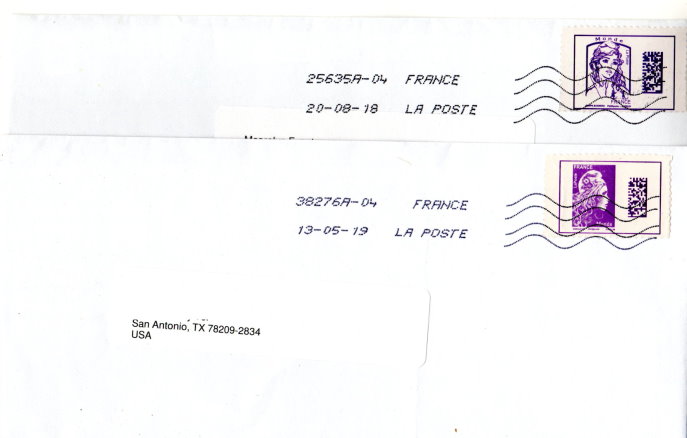 Monde
FRANCE
25635A-04 FRANCE
20-08-18 LA POSTE
FRANCE
38276A-04 FRANCE
13-05-19 LA POSTE
San Antonio, TX 78209-2834
USA